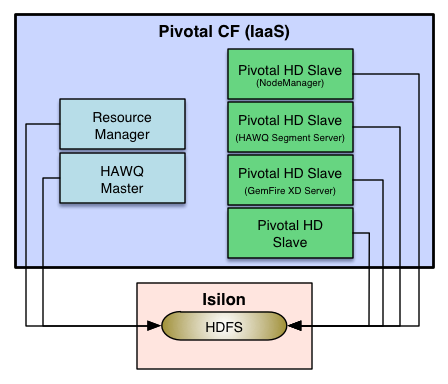 Pivotal CF (IaaS)
Resource
Manager
HAWQ
Master
Pivotal HD Slave
(NodeManager)
Pivotal HD Slave
(HAWQ Segment Server)
Pivotal HD Slave
(GemFire XD Server)
Pivotal HD
Slave
Isilon
HDFS